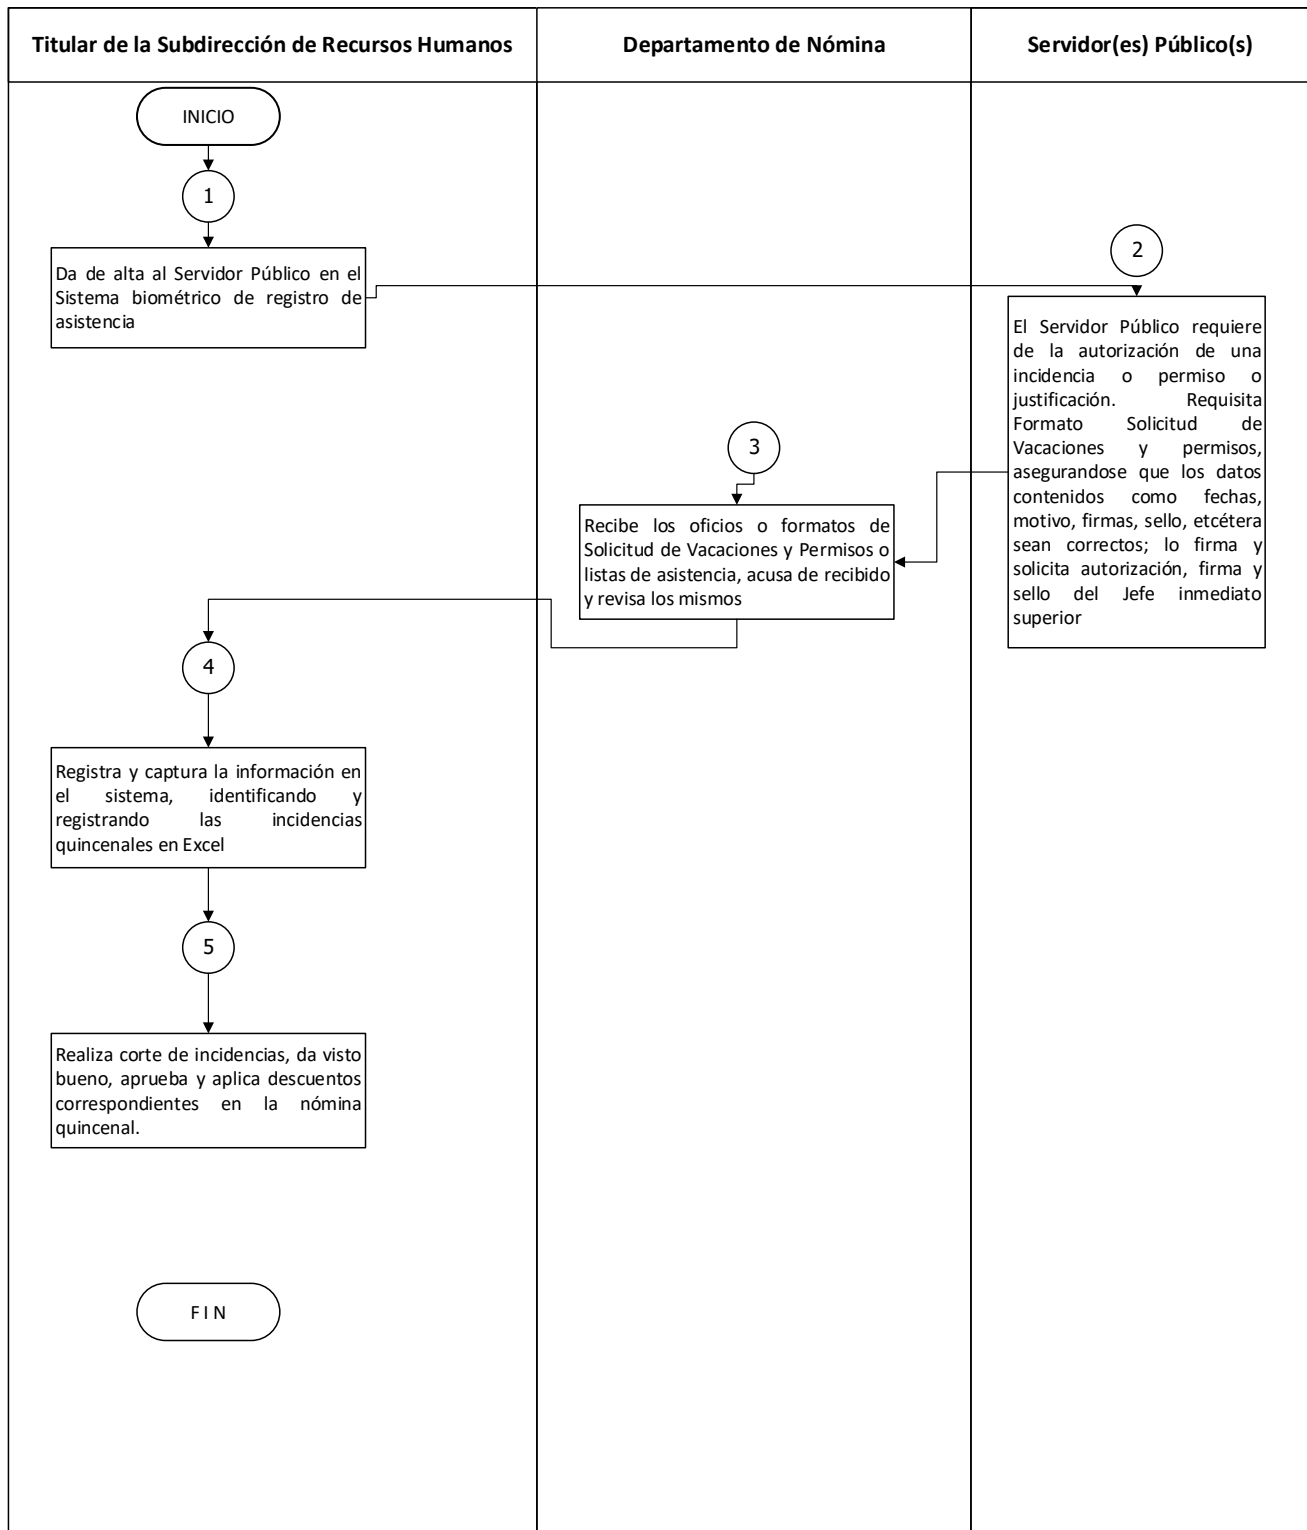 Titular de la Subdirección de Recursos Humanos
Departamento de Nómina
Servidor(es) Público(s)
INICIO
1
Da de alta al Servidor Público en el
Sistema biométrico de registro de
asistencia
2
El Servidor Público requiere
de la autorización de una
incidencia o permiso o
justificación. Requisita
Formato Solicitud de
Vacaciones y permisos,
asegurandose que los datos
contenidos como fechas,
motivo, firmas, sello, etcétera
sean correctos; lo firma y
solicita autorización, firma y
sello del Jefe inmediato
superior
3
Recibe los oficios o formatos de
Solicitud de Vacaciones y Permisos o
listas de asistencia, acusa de recibido
y revisa los mismos
4
Registra y captura la información en
el sistema, identificando y
registrando las incidencias
quincenales en Excel
5
Realiza corte de incidencias, da visto
bueno, aprueba y aplica descuentos
correspondientes en la nómina
quincenal.
F I N